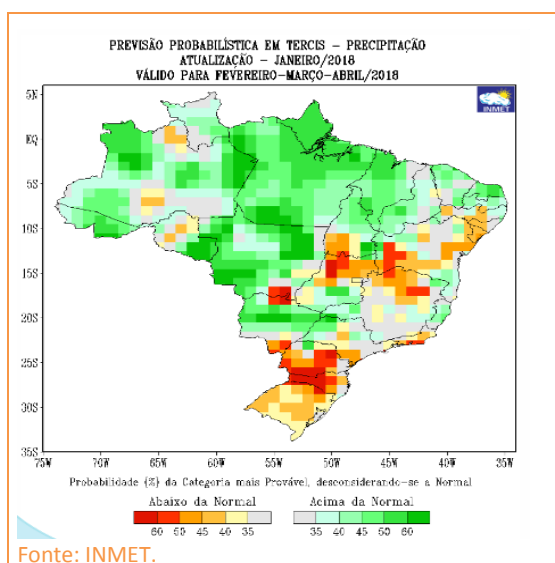 PREVISÃO PROBABILÍSTICA EM TERCIS – PRECIPITAÇÃO
ATUALIZAÇÃO – JANEIRO/2018
VÁLIDO PARA FEVEREIRO–MARÇO–ABRIL/2018
INMET
5N
EQ
5S
10S
15S
20S
25S
30S
35S
75W 70W 65W 60W 55W 50W 45W 40W 35W
Probabilidade (%) da Categoria mais Provável, desconsiderando-se a Normal
Abaixo da Normal Acima da Normal
60 50 45 40 35 35 40 45 50 60
Fonte: INMET.